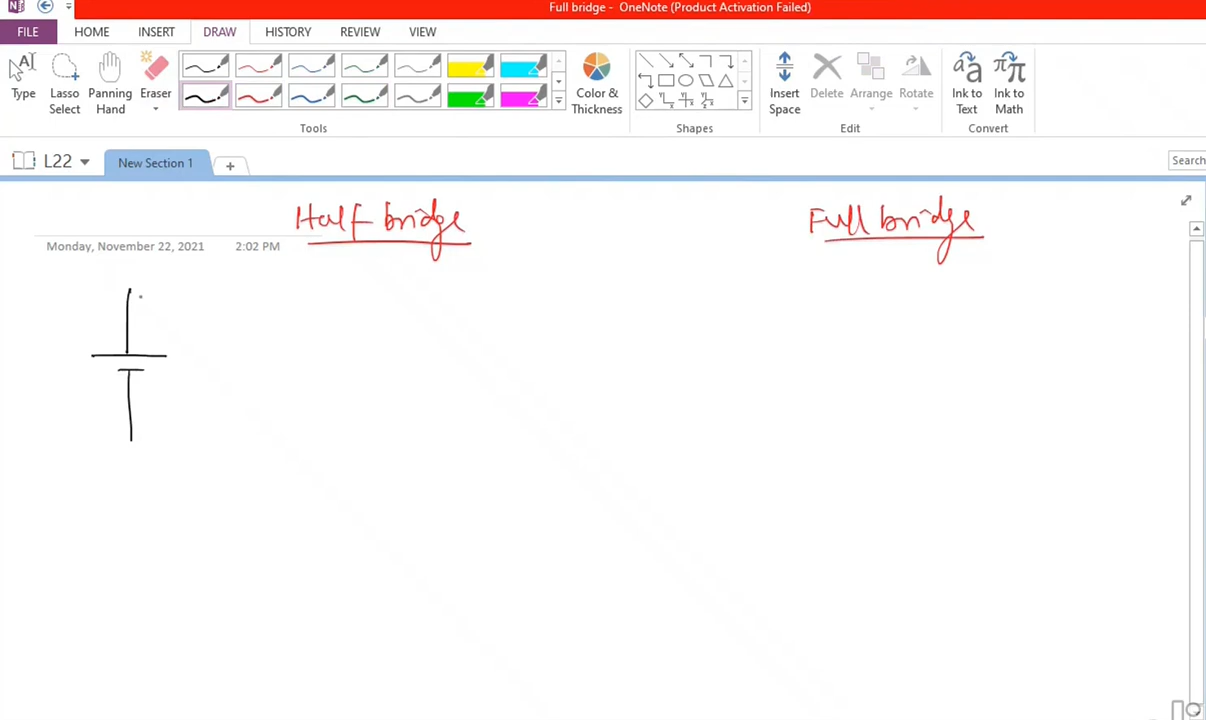 Full bridge - OneNote (Product Activation Failed)
FILE HOME INSERT DRAW HISTORY REVIEW VIEW
Type
Lasso Select
Panning Hand
Eraser
Color & Thickness
Insert Space
Delete
Arrange
Rotate
Ink to Text
Ink to Math
Tools
Shapes
Edit
Convert
L22
New Section 1
Search
Half bridge
Full bridge
Monday, November 22, 2021 2:02 PM